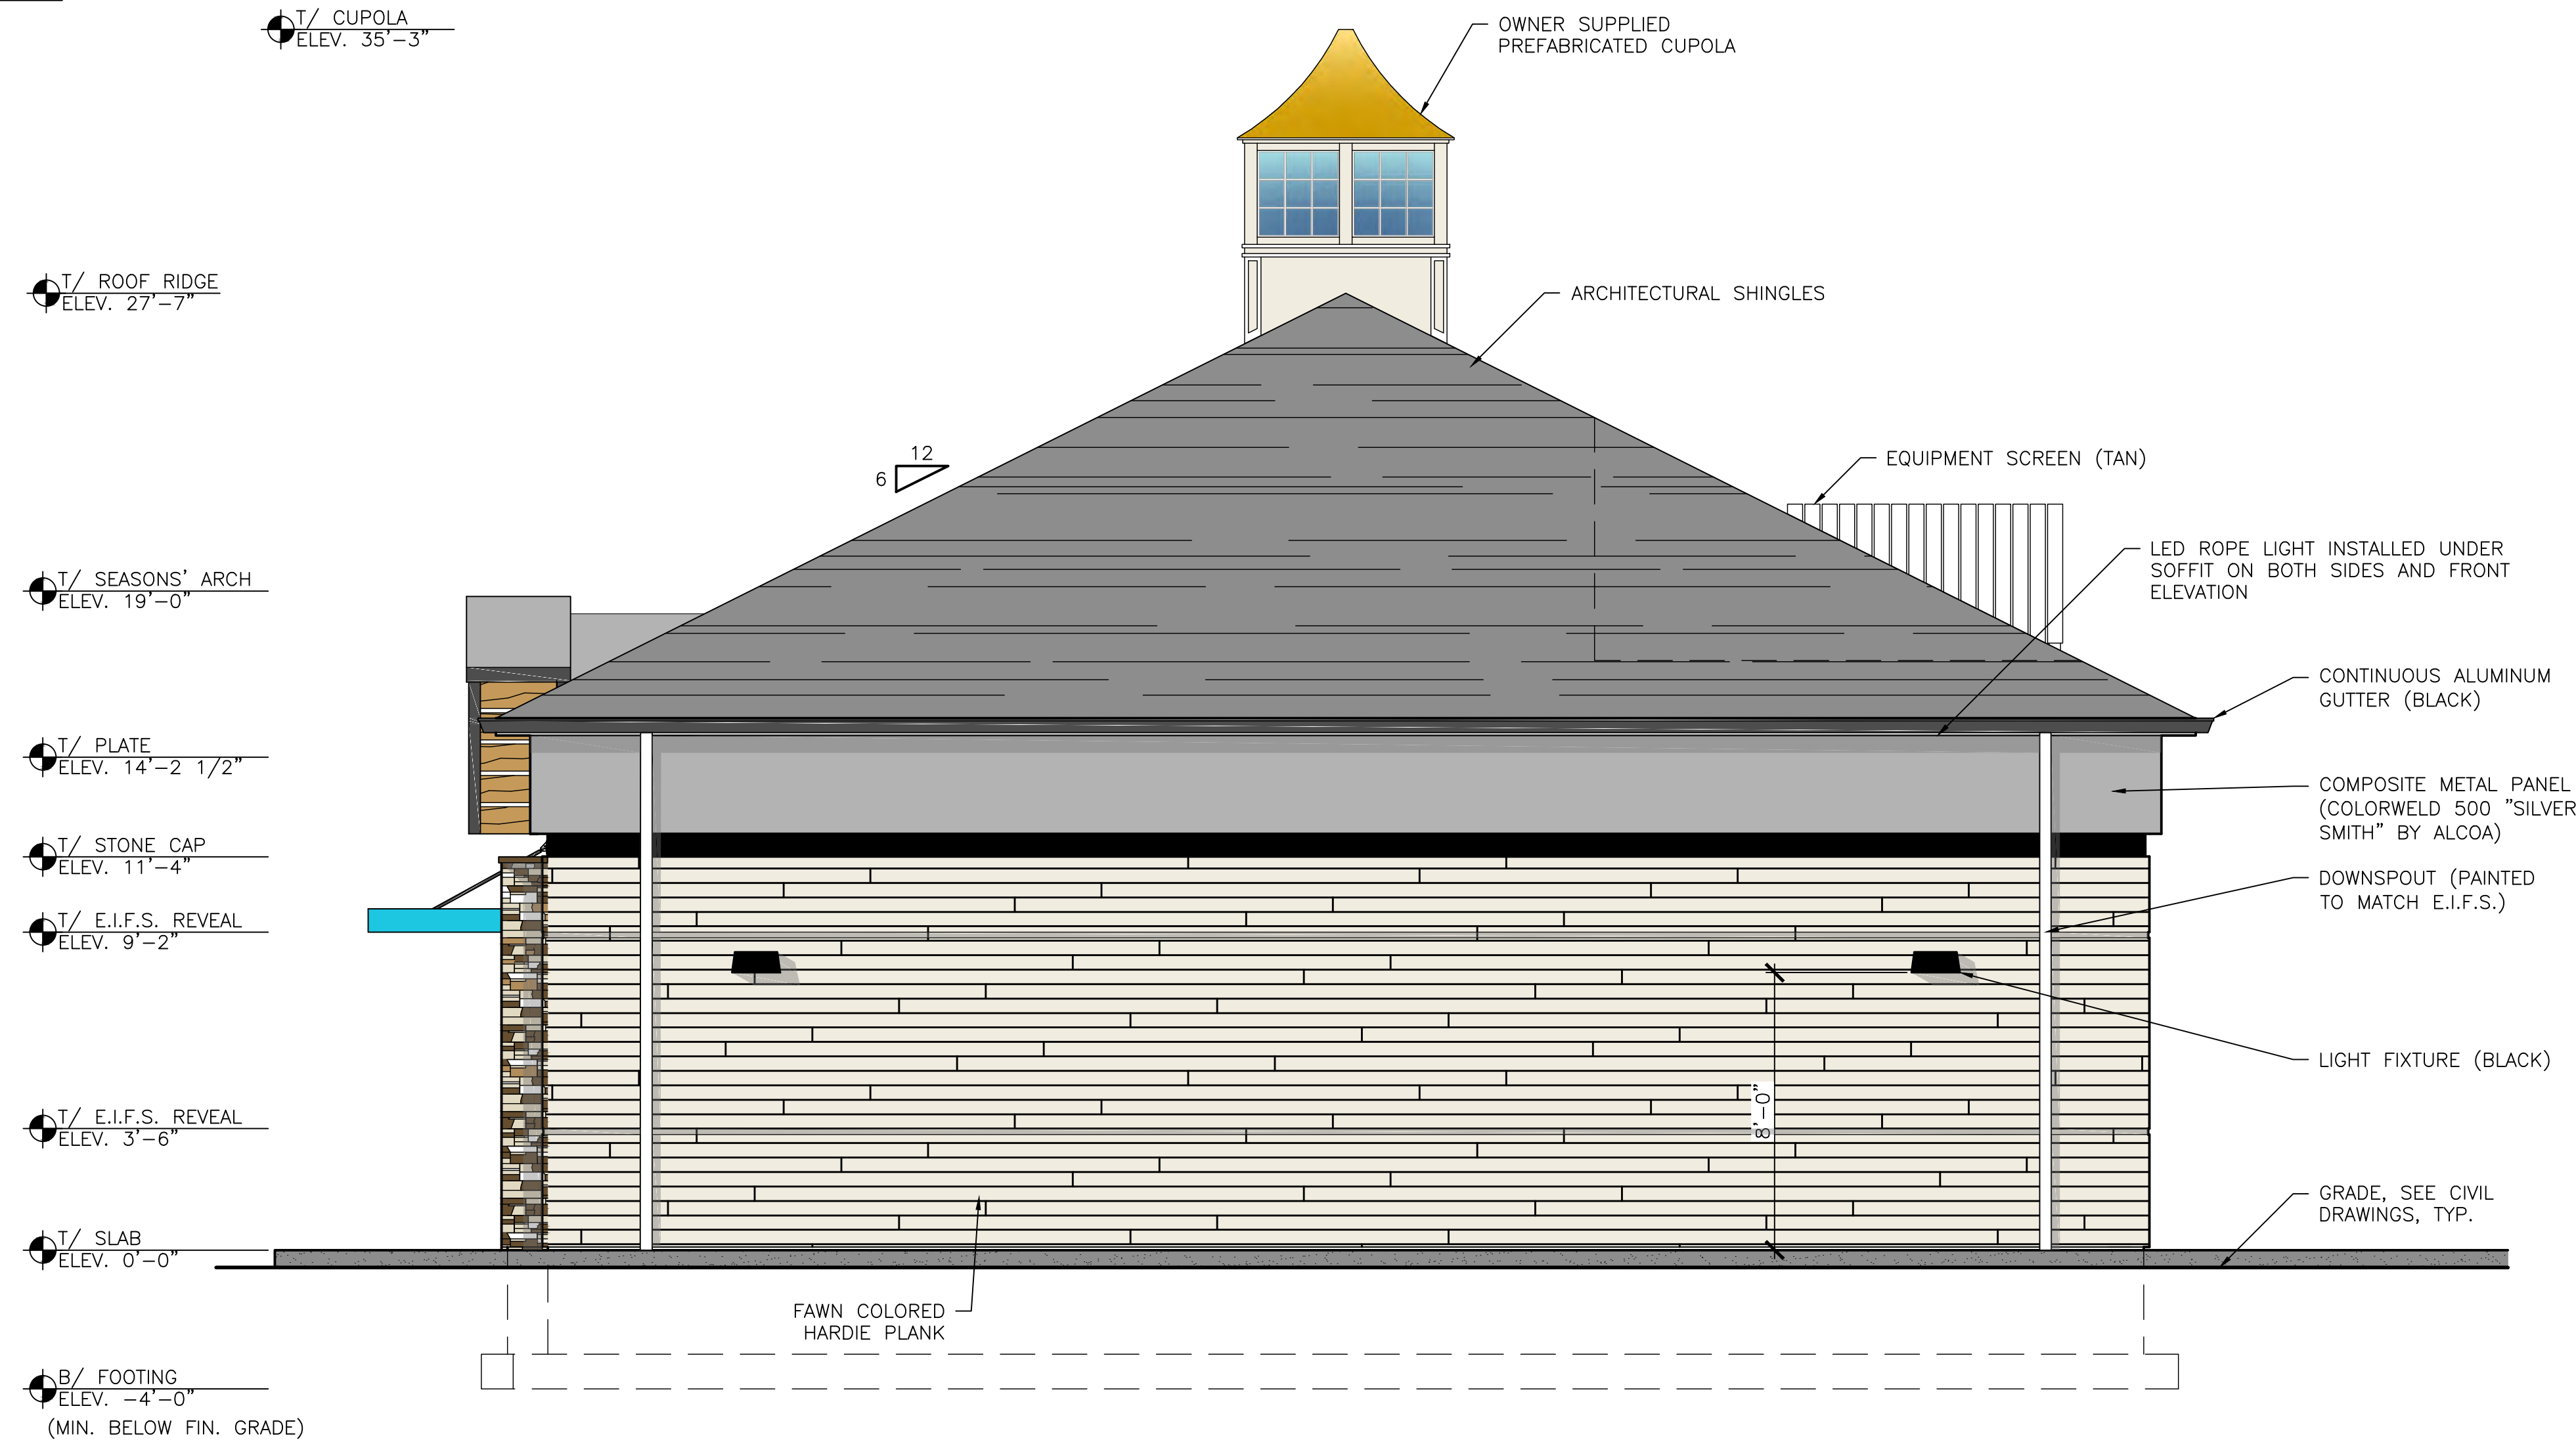 T/ CUPOLA
ELEV. 35'-3"
OWNER SUPPLIED
PREFABRICATED CUPOLA
T/ ROOF RIDGE
ELEV. 27'-7"
ARCHITECTURAL SHINGLES
12
6
EQUIPMENT SCREEN (TAN)
LED ROPE LIGHT INSTALLED UNDER
SOFFIT ON BOTH SIDES AND FRONT
ELEVATION
T/ SEASONS' ARCH
ELEV. 19'-0"
CONTINUOUS ALUMINUM
GUTTER (BLACK)
T/ PLATE
ELEV. 14'-2 1/2"
COMPOSITE METAL PANEL
(COLORWELD 500 "SILVER
SMITH" BY ALCOA)
T/ STONE CAP
ELEV. 11'-4"
DOWNSPOUT (PAINTED
TO MATCH E.I.F.S.)
T/ E.I.F.S. REVEAL
ELEV. 9'-2"
LIGHT FIXTURE (BLACK)
8'-0"
T/ E.I.F.S. REVEAL
ELEV. 3'-6"
GRADE, SEE CIVIL
DRAWINGS, TYP.
T/ SLAB
ELEV. 0'-0"
FAWN COLORED
HARDIE PLANK
B/ FOOTING
ELEV. -4'-0"
(MIN. BELOW FIN. GRADE)